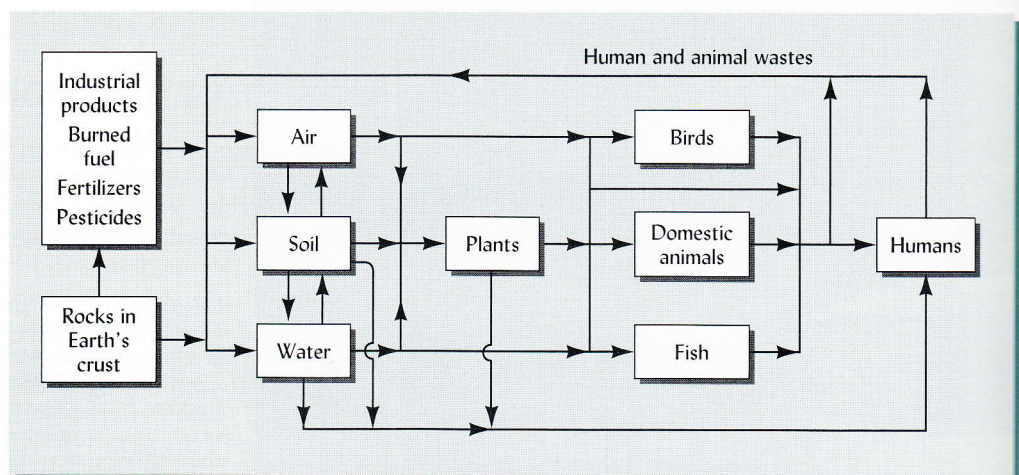 Human and animal wastes
Industrial
products
Burned
fuel
Fertilizers
Pesticides
Air
Birds
Soil
Plants
Domestic
animals
Humans
Rocks in
Earth's
crust
Water
Fish